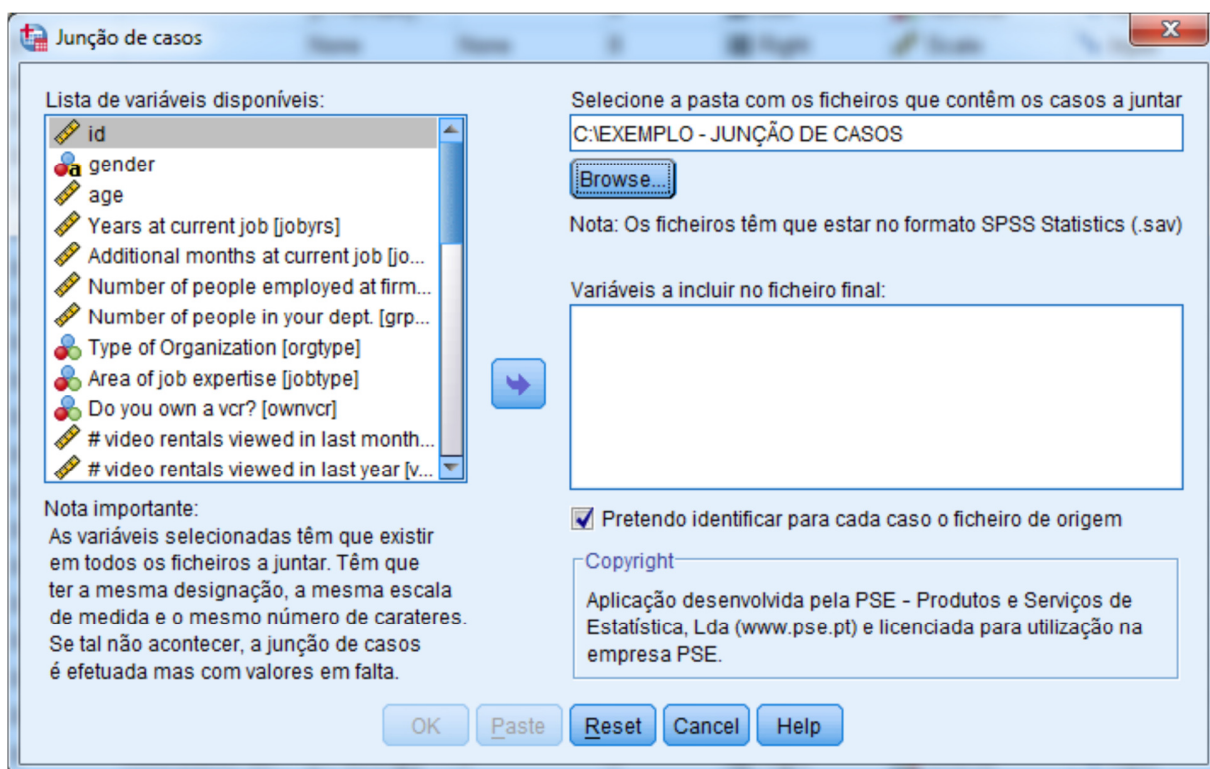 Junção de casos
Lista de variáveis disponíveis:
id
gender
age
Years at current job [jobyrs]
Additional months at current job [jo...
Number of people employed at firm...
Number of people in your dept. [grp...
Type of Organization [orgtype]
Area of job expertise [jobtype]
Do you own a vcr? [ownvcr]
# video rentals viewed in last month...
# video rentals viewed in last year [v...
Nota importante:
As variáveis selecionadas têm que existir
em todos os ficheiros a juntar. Têm que
ter a mesma designação, a mesma escala
de medida e o mesmo número de carateres.
Se tal não acontecer, a junção de casos
é efetuada mas com valores em falta.
Selecione a pasta com os ficheiros que contêm os casos a juntar
C:\EXEMPLO - JUNÇÃO DE CASOS
Browse...
Nota: Os ficheiros têm que estar no formato SPSS Statistics (.sav)
Variáveis a incluir no ficheiro final:
Pretendo identificar para cada caso o ficheiro de origem
Copyright
Aplicação desenvolvida pela PSE - Produtos e Serviços de
Estatística, Lda (www.pse.pt) e licenciada para utilização na
empresa PSE.
OK Paste Reset Cancel Help